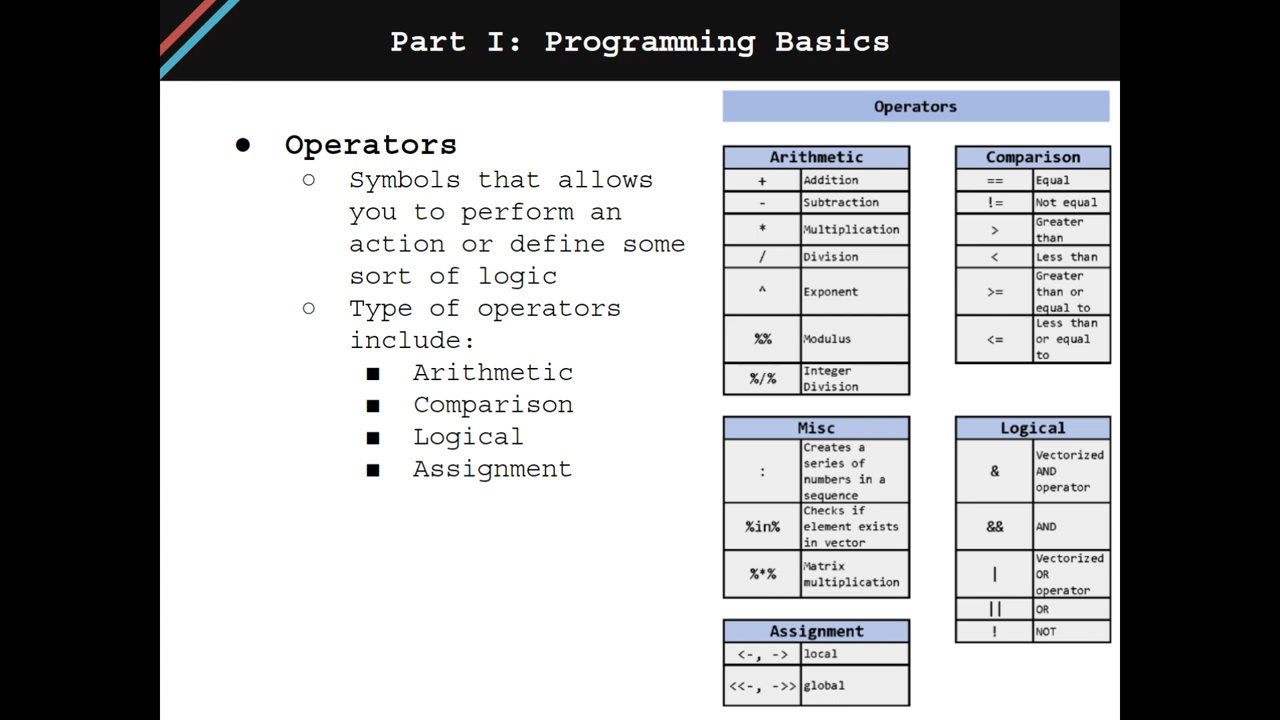 Part I: Programming Basics
● Operators
○ Symbols that allows
you to perform an
action or define some
sort of logic
○ Type of operators
include:
■ Arithmetic
■ Comparison
■ Logical
■ Assignment
Operators
Arithmetic
+ Addition
- Subtraction
* Multiplication
/ Division
^ Exponent
%% Modulus
%/% Integer
Division
Comparison
== Equal
!= Not equal
> Greater
than
< Less than
>= Greater
than or
equal to
<= Less than
or equal
to
Misc
: Creates a
series of
numbers in a
sequence
%in% Checks if
element exists
in vector
%*% Matrix
multiplication
Logical
& Vectorized
AND
operator
&& AND
| Vectorized
OR
operator
|| OR
! NOT
Assignment
<-, -> local
<<-, ->> global